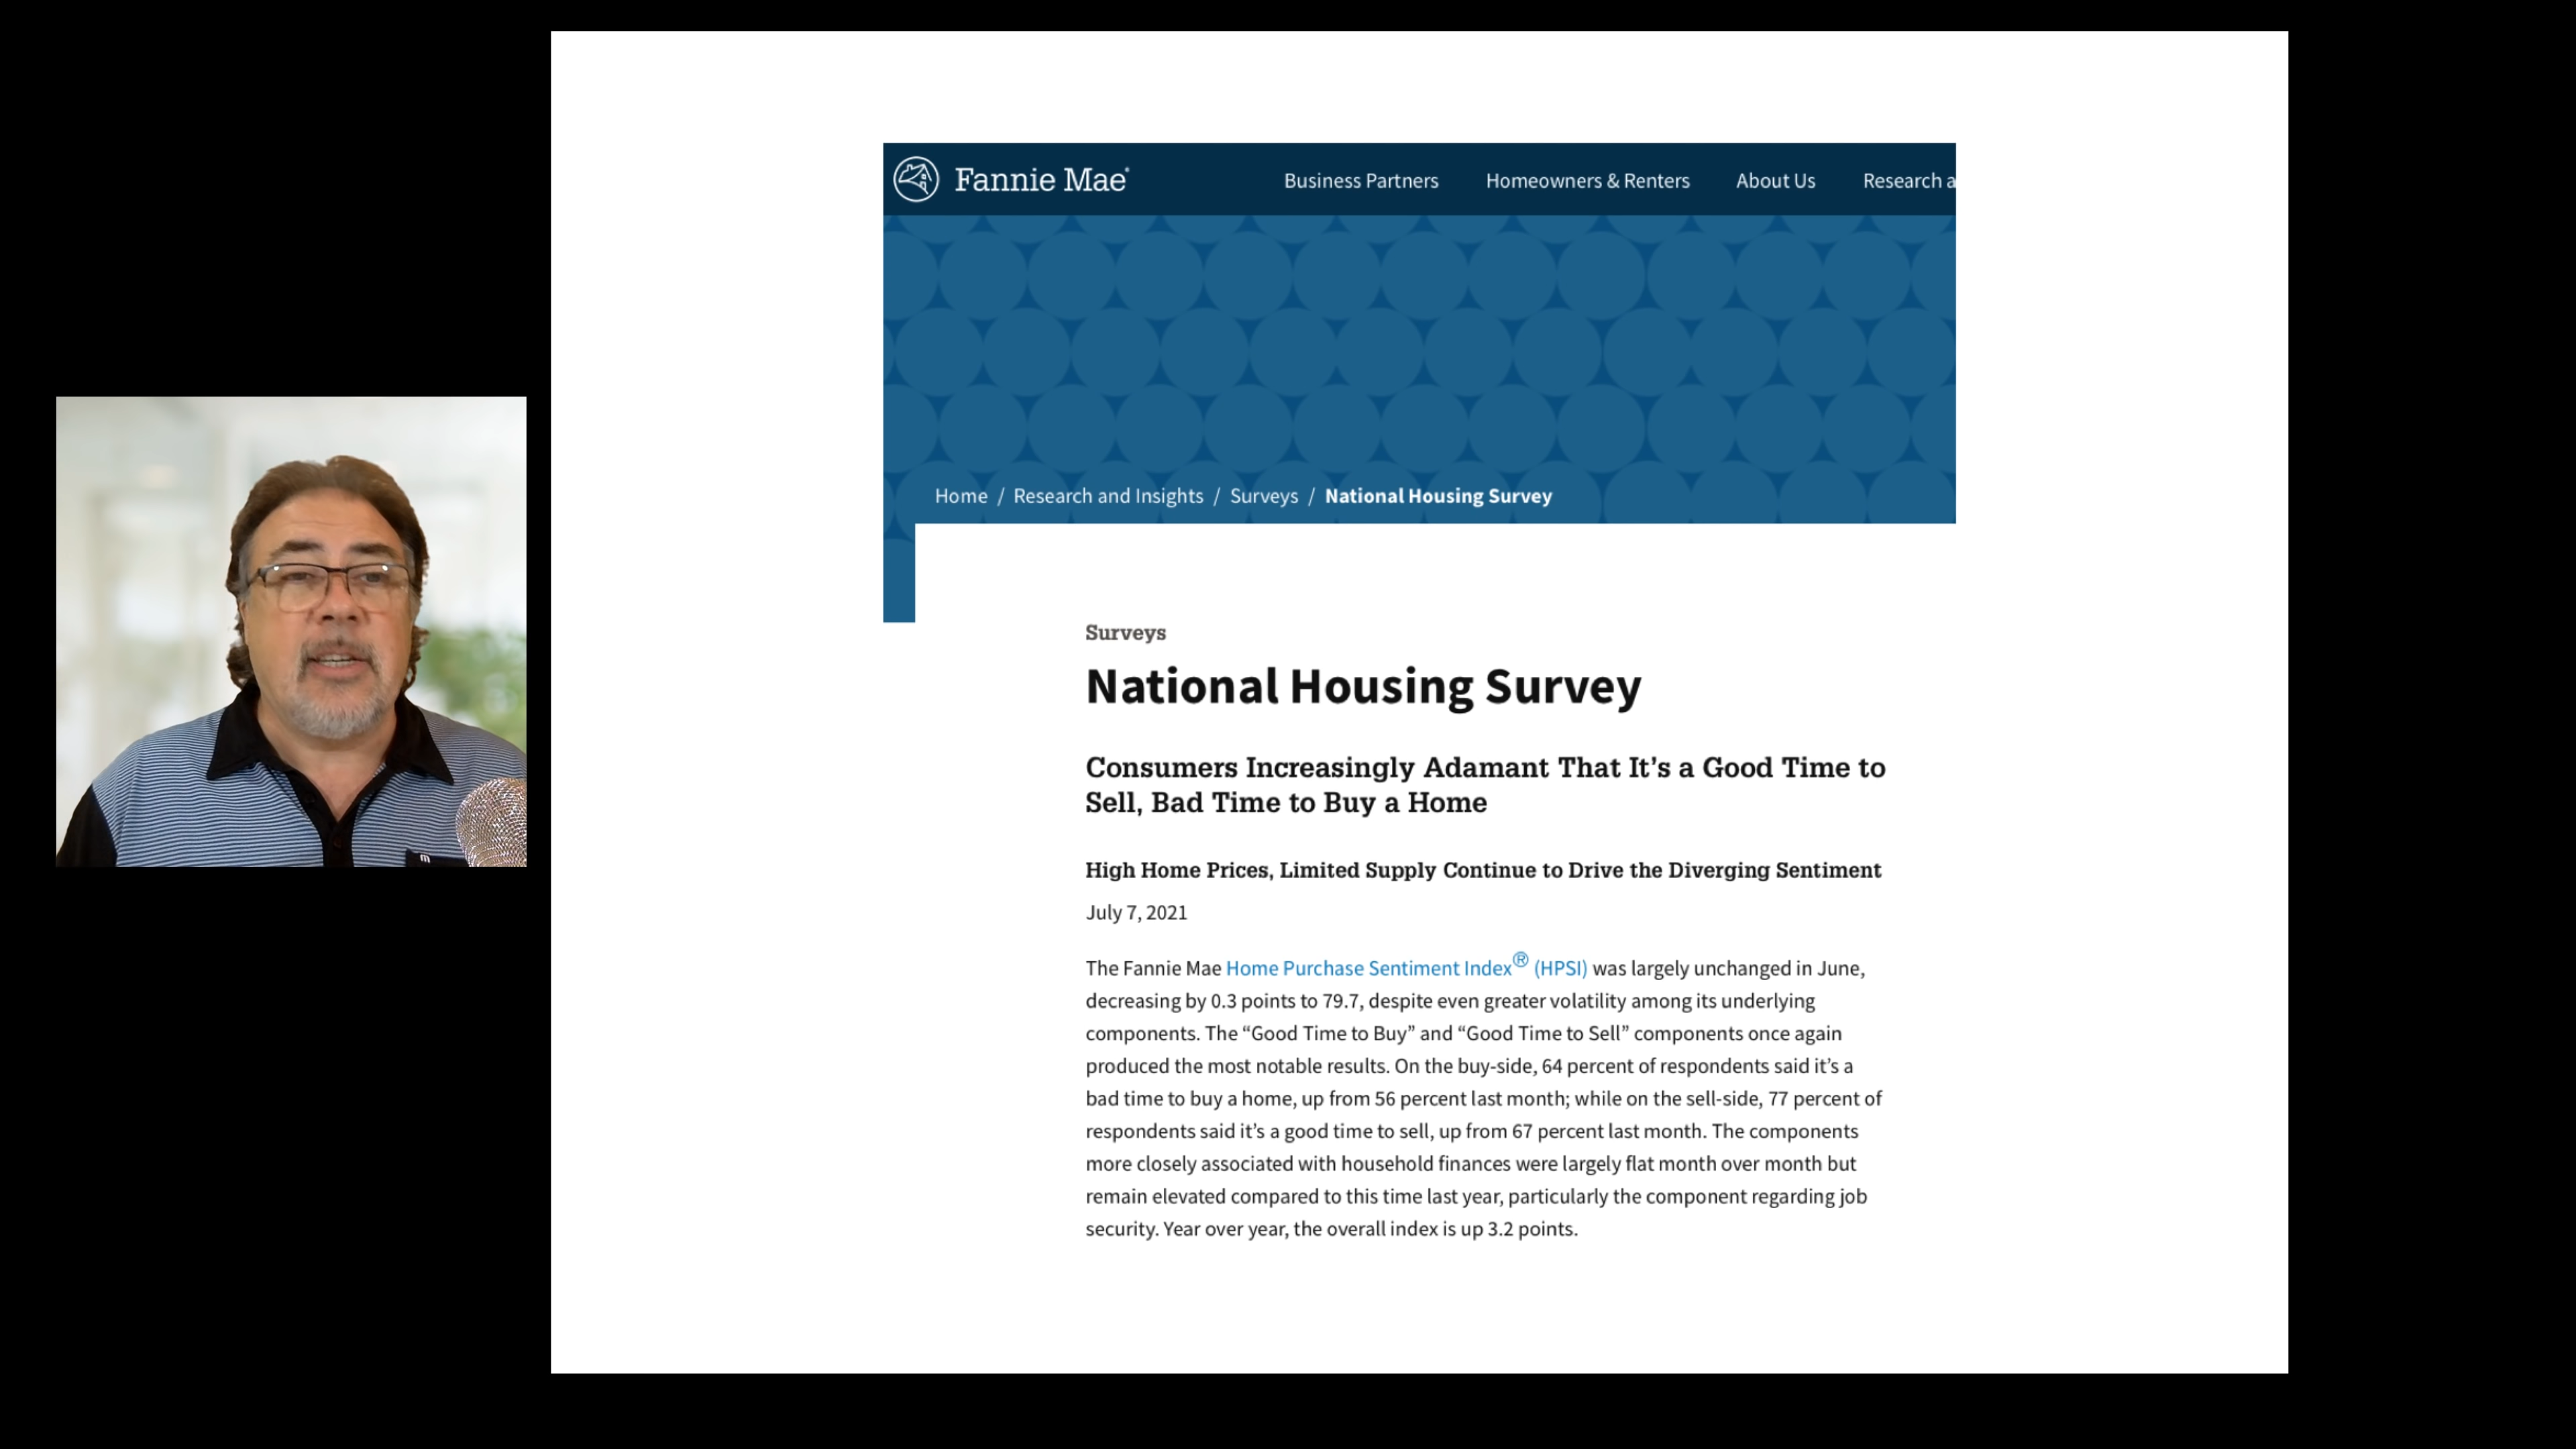 Fannie Mae®
Business Partners Homeowners & Renters About Us Research a
Home / Research and Insights / Surveys / National Housing Survey
Surveys
National Housing Survey
Consumers Increasingly Adamant That It’s a Good Time to
Sell, Bad Time to Buy a Home
High Home Prices, Limited Supply Continue to Drive the Diverging Sentiment
July 7, 2021
The Fannie Mae Home Purchase Sentiment Index® (HPSI) was largely unchanged in June,
decreasing by 0.3 points to 79.7, despite even greater volatility among its underlying
components. The “Good Time to Buy” and “Good Time to Sell” components once again
produced the most notable results. On the buy-side, 64 percent of respondents said it’s a
bad time to buy a home, up from 56 percent last month; while on the sell-side, 77 percent of
respondents said it’s a good time to sell, up from 67 percent last month. The components
more closely associated with household finances were largely flat month over month but
remain elevated compared to this time last year, particularly the component regarding job
security. Year over year, the overall index is up 3.2 points.